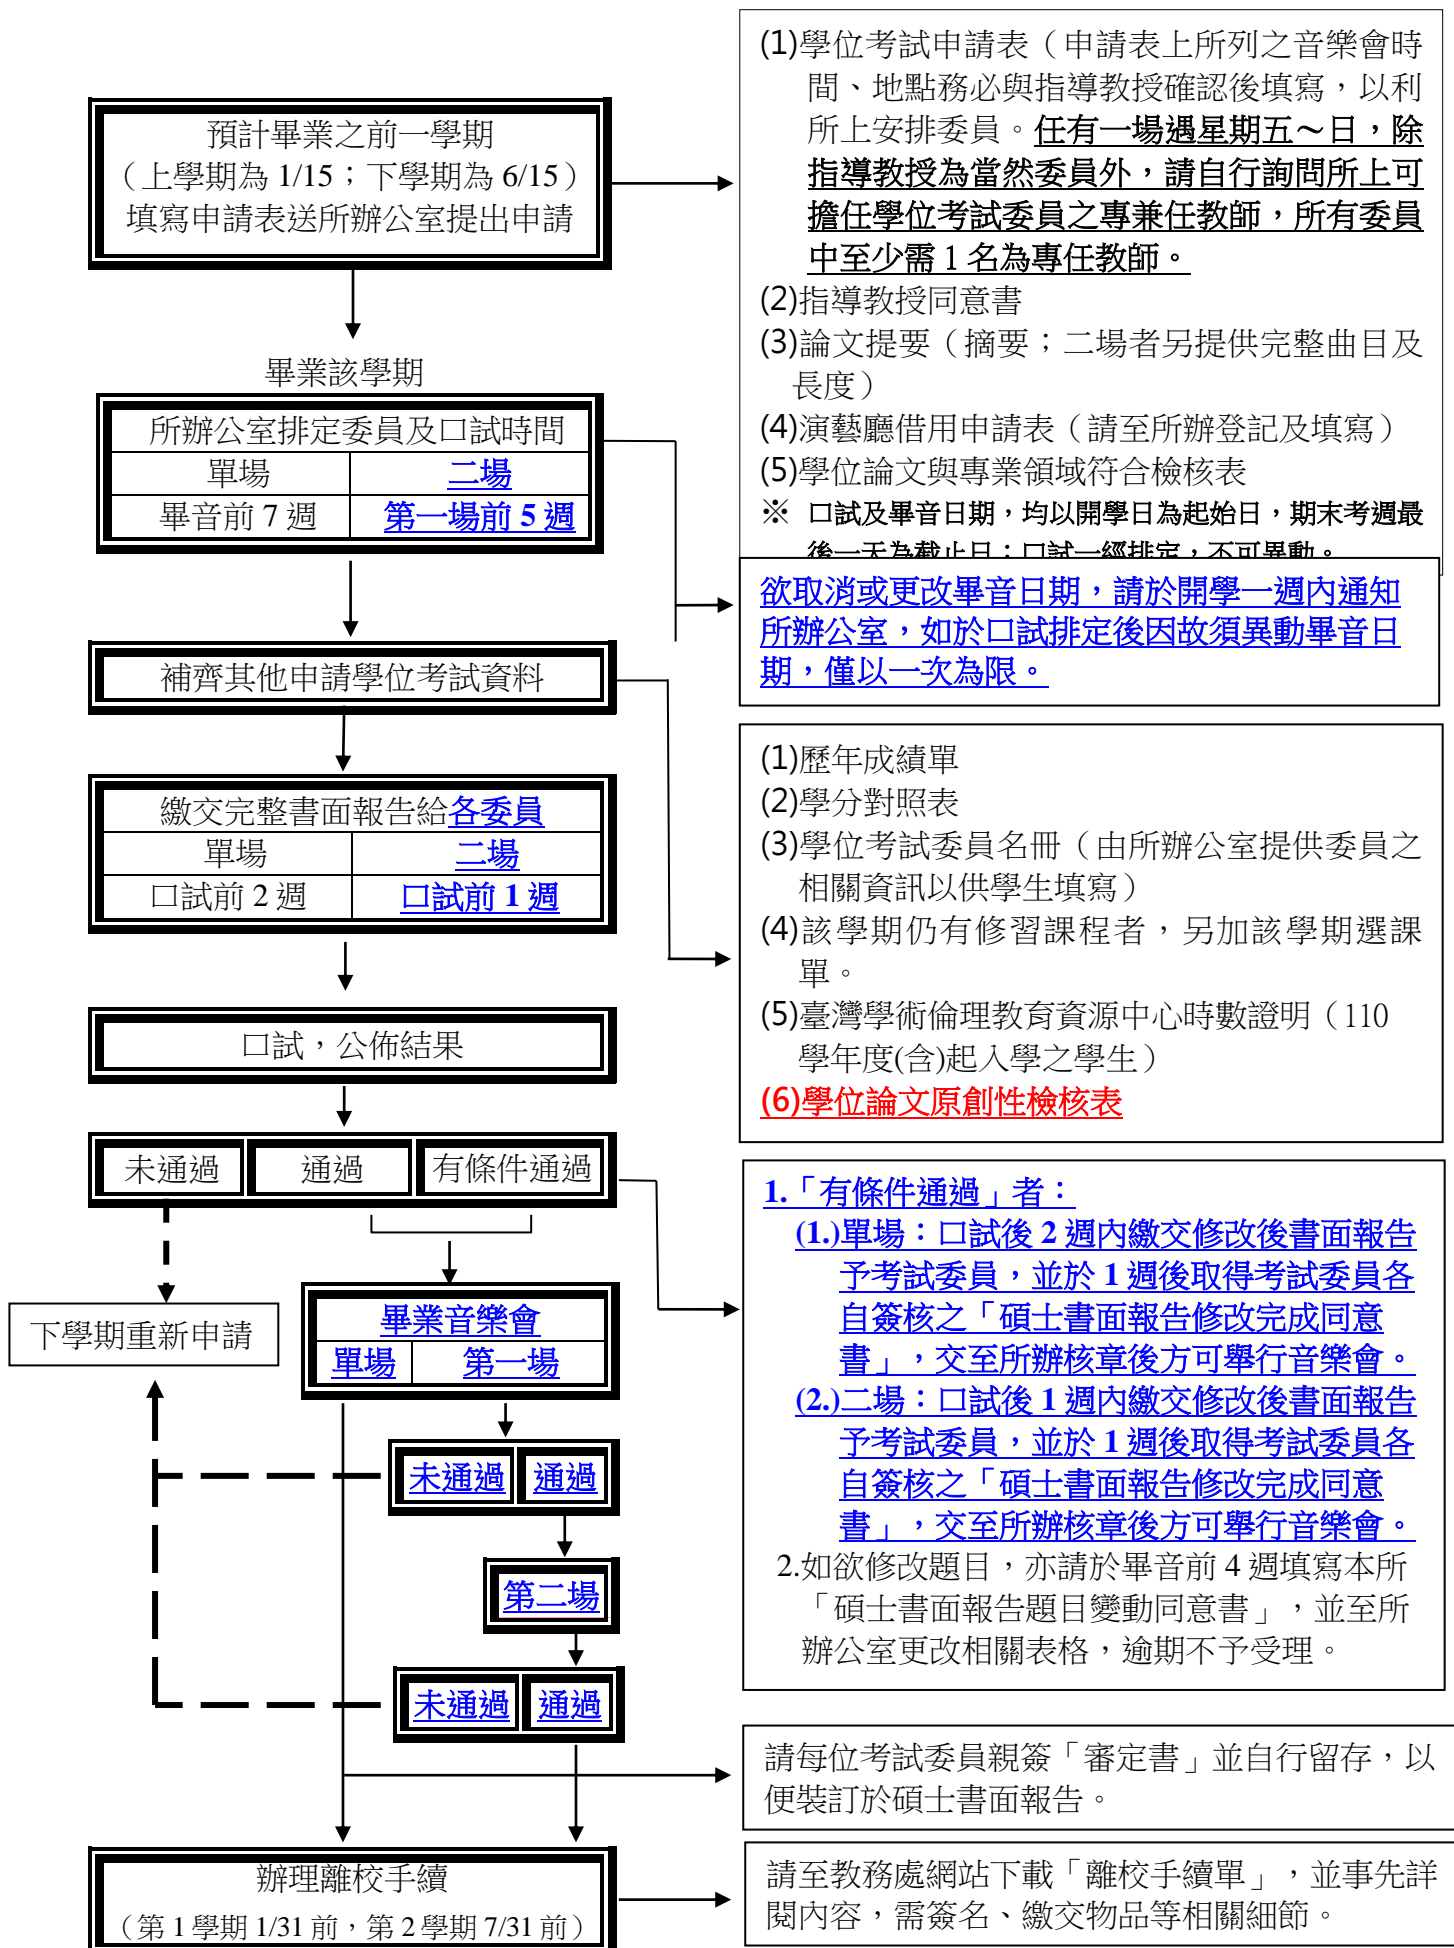 預計畢業之前一學期
（上學期為 1/15；下學期為 6/15）
填寫申請表送所辦公室提出申請
(1)學位考試申請表（申請表上所列之音樂會時
間、地點務必與指導教授確認後填寫，以利
所上安排委員。任有一場遇星期五～日，除
指導教授為當然委員外，請自行詢問所上可
擔任學位考試委員之專兼任教師，所有委員
中至少需 1 名為專任教師。
(2)指導教授同意書
(3)論文提要（摘要；二場者另提供完整曲目及
長度）
(4)演藝廳借用申請表（請至所辦登記及填寫）
(5)學位論文與專業領域符合檢核表
※ 口試及畢音日期，均以開學日為起始日，期末考週最
後一天為截止日；口試一經排定，不可異動。
畢業該學期
所辦公室排定委員及口試時間
單場 二場
畢音前 7 週 第一場前 5 週
欲取消或更改畢音日期，請於開學一週內通知
所辦公室，如於口試排定後因故須異動畢音日
期，僅以一次為限。
補齊其他申請學位考試資料
(1)歷年成績單
(2)學分對照表
(3)學位考試委員名冊（由所辦公室提供委員之
相關資訊以供學生填寫）
(4)該學期仍有修習課程者，另加該學期選課
單。
(5)臺灣學術倫理教育資源中心時數證明（110
學年度(含)起入學之學生）
(6)學位論文原創性檢核表
繳交完整書面報告給各委員
單場 二場
口試前 2 週 口試前 1 週
口試，公佈結果
未通過 通過 有條件通過
1.「有條件通過」者：
(1.)單場：口試後 2 週內繳交修改後書面報告
予考試委員，並於 1 週後取得考試委員各
自簽核之「碩士書面報告修改完成同意
書」，交至所辦核章後方可舉行音樂會。
(2.)二場：口試後 1 週內繳交修改後書面報告
予考試委員，並於 1 週後取得考試委員各
自簽核之「碩士書面報告修改完成同意
書」，交至所辦核章後方可舉行音樂會。
2.如欲修改題目，亦請於畢音前 4 週填寫本所
「碩士書面報告題目變動同意書」，並至所
辦公室更改相關表格，逾期不予受理。
下學期重新申請
畢業音樂會
單場 第一場
未通過 通過
第二場
未通過 通過
請每位考試委員親簽「審定書」並自行留存，以
便裝訂於碩士書面報告。
辦理離校手續
（第 1 學期 1/31 前，第 2 學期 7/31 前）
請至教務處網站下載「離校手續單」，並事先詳
閱內容，需簽名、繳交物品等相關細節。